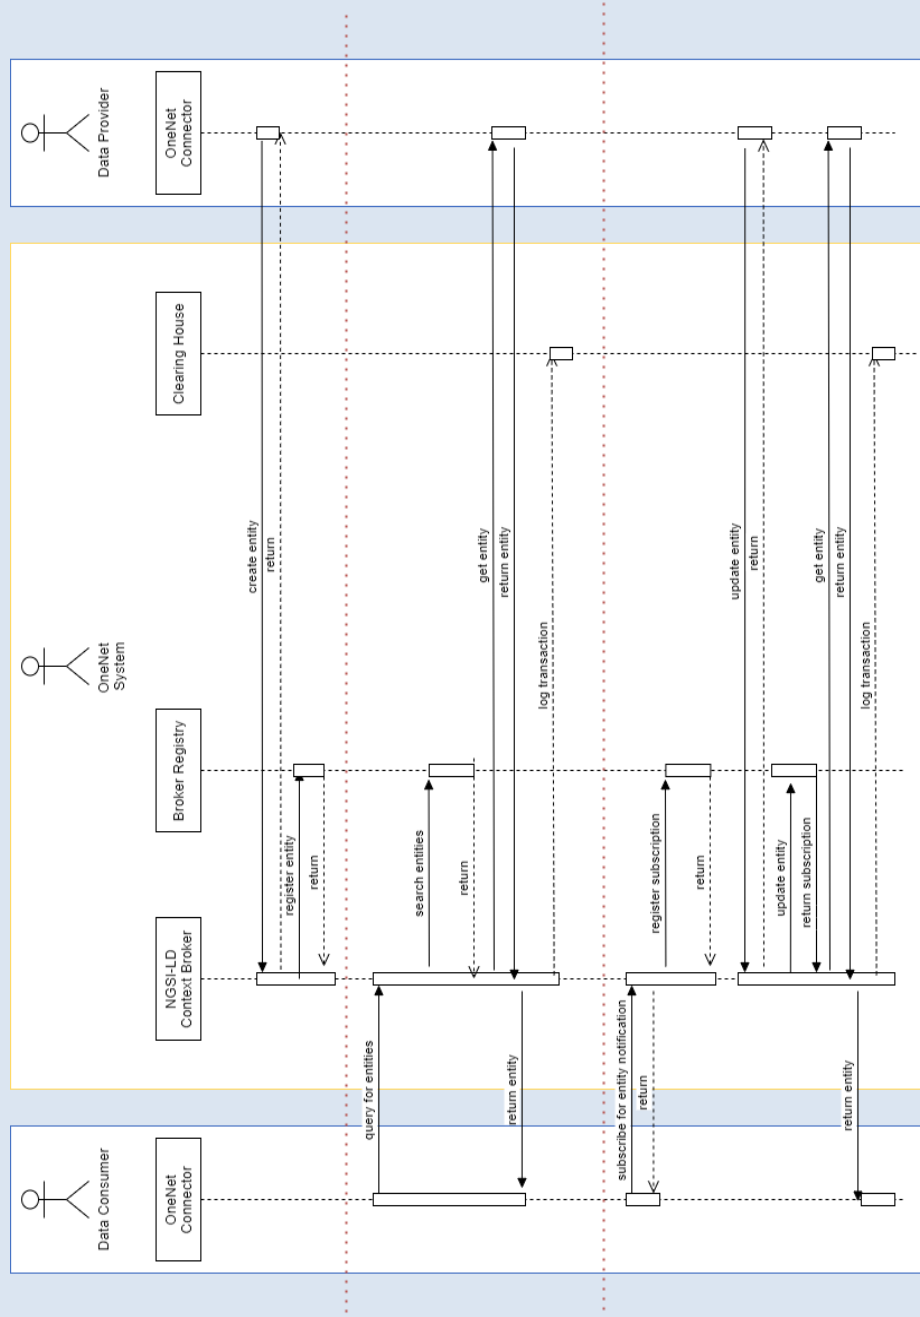 Data Consumer
OneNet
System
Data Provider
OneNet
Connector
NGSI-LD
Context Broker
Broker Registry
Clearing House
OneNet
Connector
create entity
return
register entity
return
query for entities
search entities
return
get entity
return entity
return entity
log transaction
subscribe for entity notification
return
register subscription
return
update entity
return
update entity
return subscription
get entity
return entity
return entity
log transaction